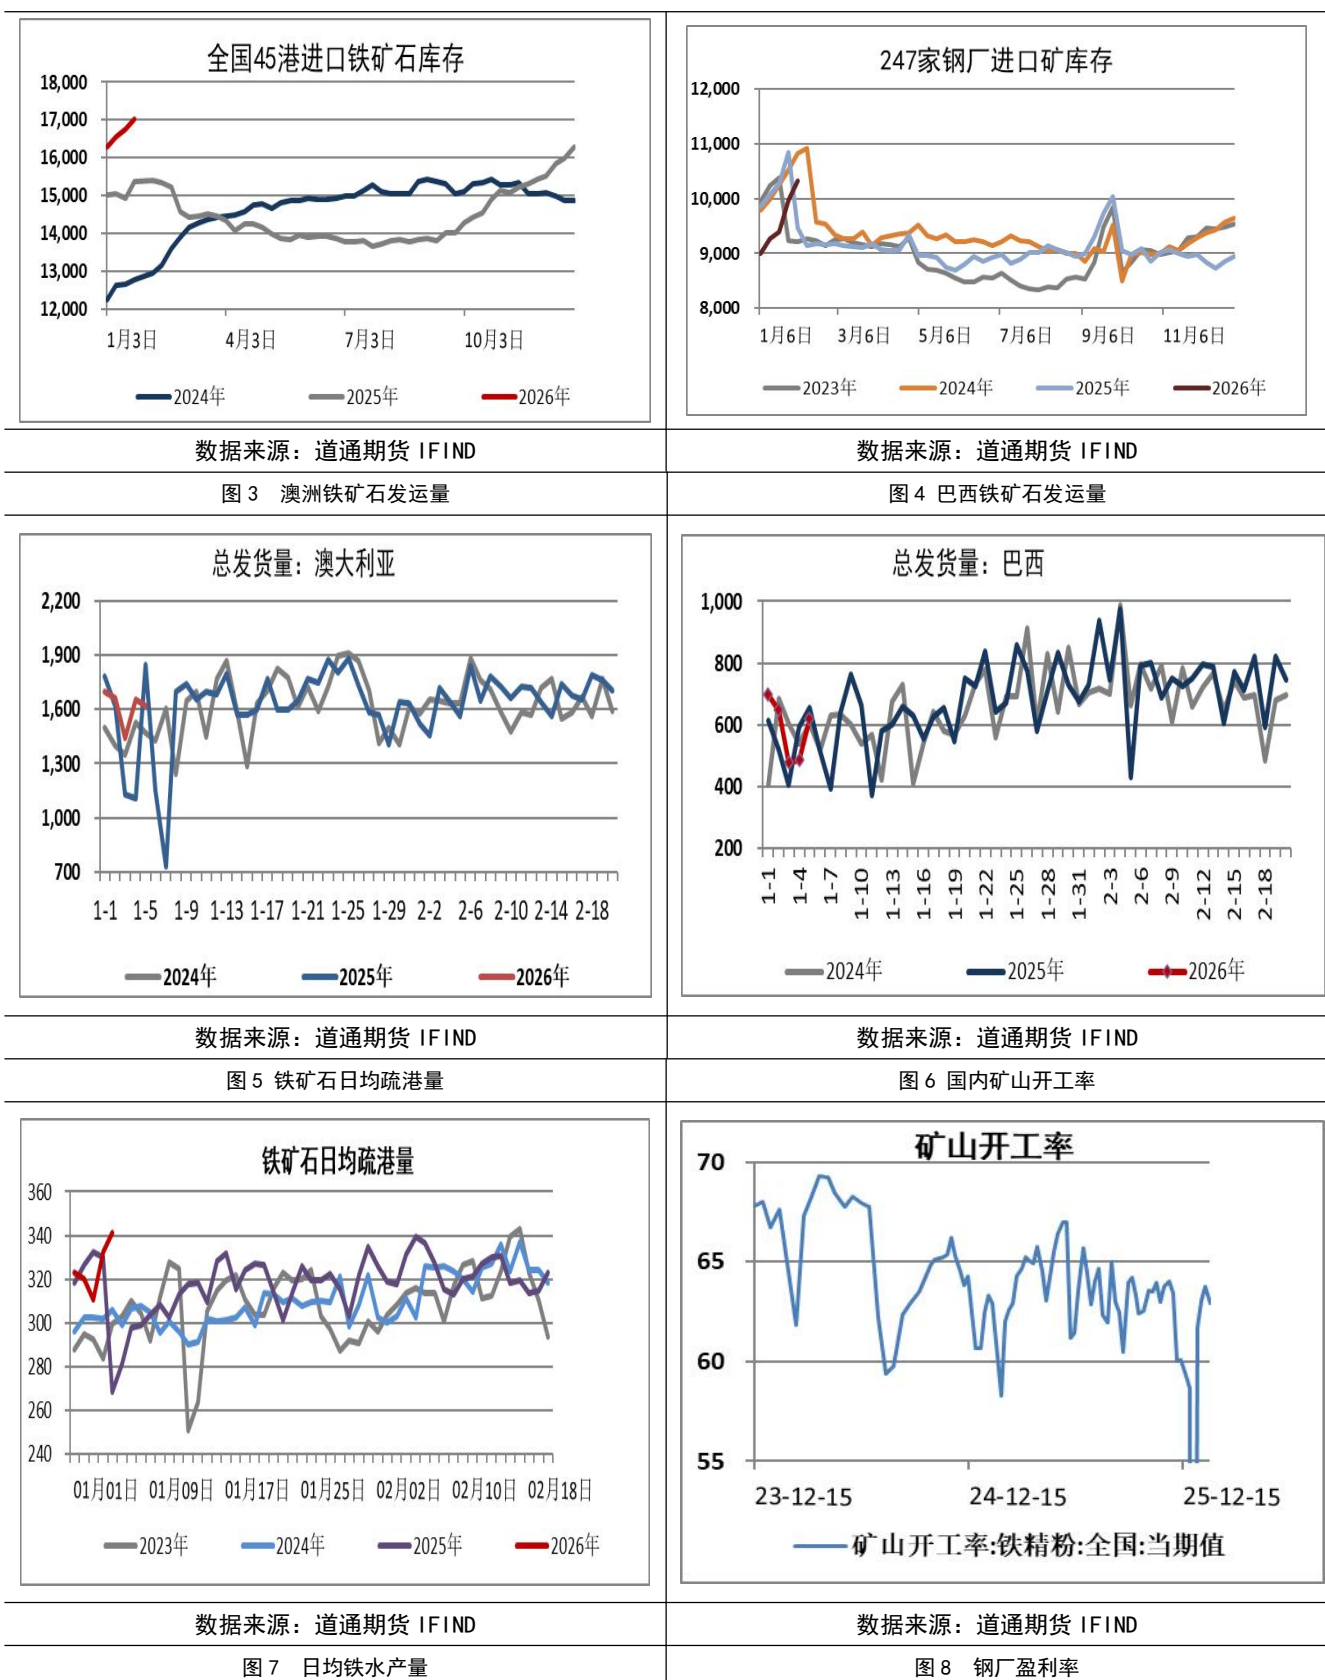 全国45港进口铁矿石库存
18,000
17,000
16,000
15,000
14,000
13,000
12,000
1月3日 4月3日 7月3日 10月3日
2024年 2025年 2026年
247家钢厂进口矿库存
12,000
11,000
10,000
9,000
8,000
1月6日 3月6日 5月6日 7月6日 9月6日 11月6日
2023年 2024年 2025年 2026年
数据来源：道通期货 IFIND
数据来源：道通期货 IFIND
图 3 澳洲铁矿石发运量
图 4 巴西铁矿石发运量
总发货量：澳大利亚
2,200
1,900
1,600
1,300
1,000
700
1-1 1-5 1-9 1-13 1-17 1-21 1-25 1-29 2-2 2-6 2-10 2-14 2-18
2024年 2025年 2026年
总发货量：巴西
1,000
800
600
400
200
1-1 1-4 1-7 1-10 1-13 1-16 1-19 1-22 1-25 1-28 1-31 2-3 2-6 2-9 2-12 2-15 2-18
2024年 2025年 2026年
数据来源：道通期货 IFIND
数据来源：道通期货 IFIND
图 5 铁矿石日均疏港量
图 6 国内矿山开工率
铁矿石日均疏港量
360
340
320
300
280
260
240
01月01日 01月09日 01月17日 01月25日 02月02日 02月10日 02月18日
2023年 2024年 2025年 2026年
矿山开工率
70
65
60
55
23-12-15 24-12-15 25-12-15
矿山开工率:铁精粉:全国:当期值
数据来源：道通期货 IFIND
数据来源：道通期货 IFIND
图 7 日均铁水产量
图 8 钢厂盈利率